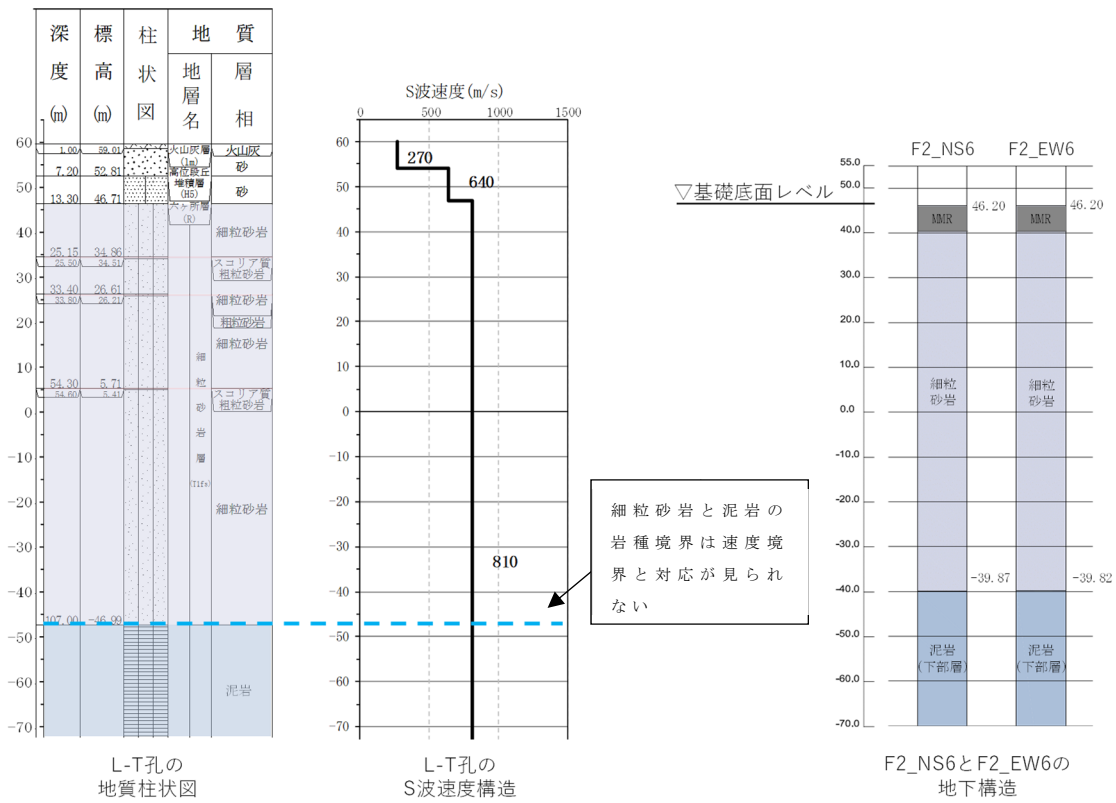 深度(m)
標高(m)
柱状図
地質
地層名
層相
60
50
40
30
20
10
0
-10
-20
-30
-40
-50
-60
-70
1.00 59.01 火山灰層(lm) 火山灰
7.20 52.81 高位段丘 砂
13.30 46.71 堆積層(H5) 砂
六ヶ所層(R)
細粒砂岩
25.15 34.86
25.50 34.51 スコリア質粗粒砂岩
33.40 26.61 細粒砂岩
33.80 26.21
粗粒砂岩
細粒砂岩
54.30 5.71 スコリア質
54.60 5.41 粗粒砂岩
細粒砂岩層
細粒砂岩
107.00 -46.99
泥岩
L-T孔の
地質柱状図
S波速度(m/s)
0 500 1000 1500
60
50
40
30
20
10
0
-10
-20
-30
-40
-50
-60
-70
270
640
810
細粒砂岩と泥岩の
岩種境界は速度境
界と対応が見られ
ない
L-T孔の
S波速度構造
▽基礎底面レベル
F2_NS6 F2_EW6
55.0
50.0
40.0
30.0
20.0
10.0
0.0
-10.0
-20.0
-30.0
-40.0
-50.0
-60.0
-70.0
46.20 46.20
MMR MMR
細粒 細粒
砂岩 砂岩
-39.87 -39.82
泥岩 泥岩
(下部層) (下部層)
F2_NS6とF2_EW6の
地下構造